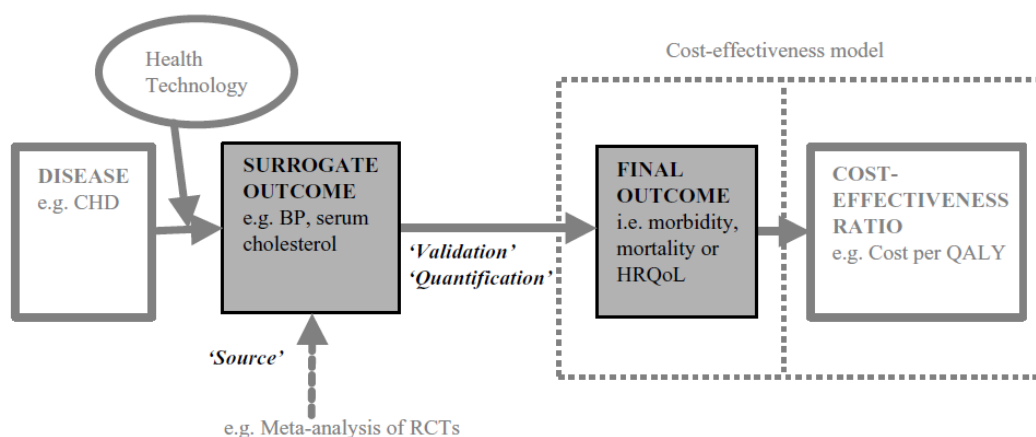 Health
Technology
Cost-effectiveness model
DISEASE
e.g. CHD
SURROGATE
OUTCOME
e.g. BP, serum
cholesterol
‘Validation’
‘Quantification’
FINAL
OUTCOME
i.e. morbidity,
mortality or
HRQoL
COST-
EFFECTIVENESS
RATIO
e.g. Cost per QALY
‘Source’
e.g. Meta-analysis of RCTs